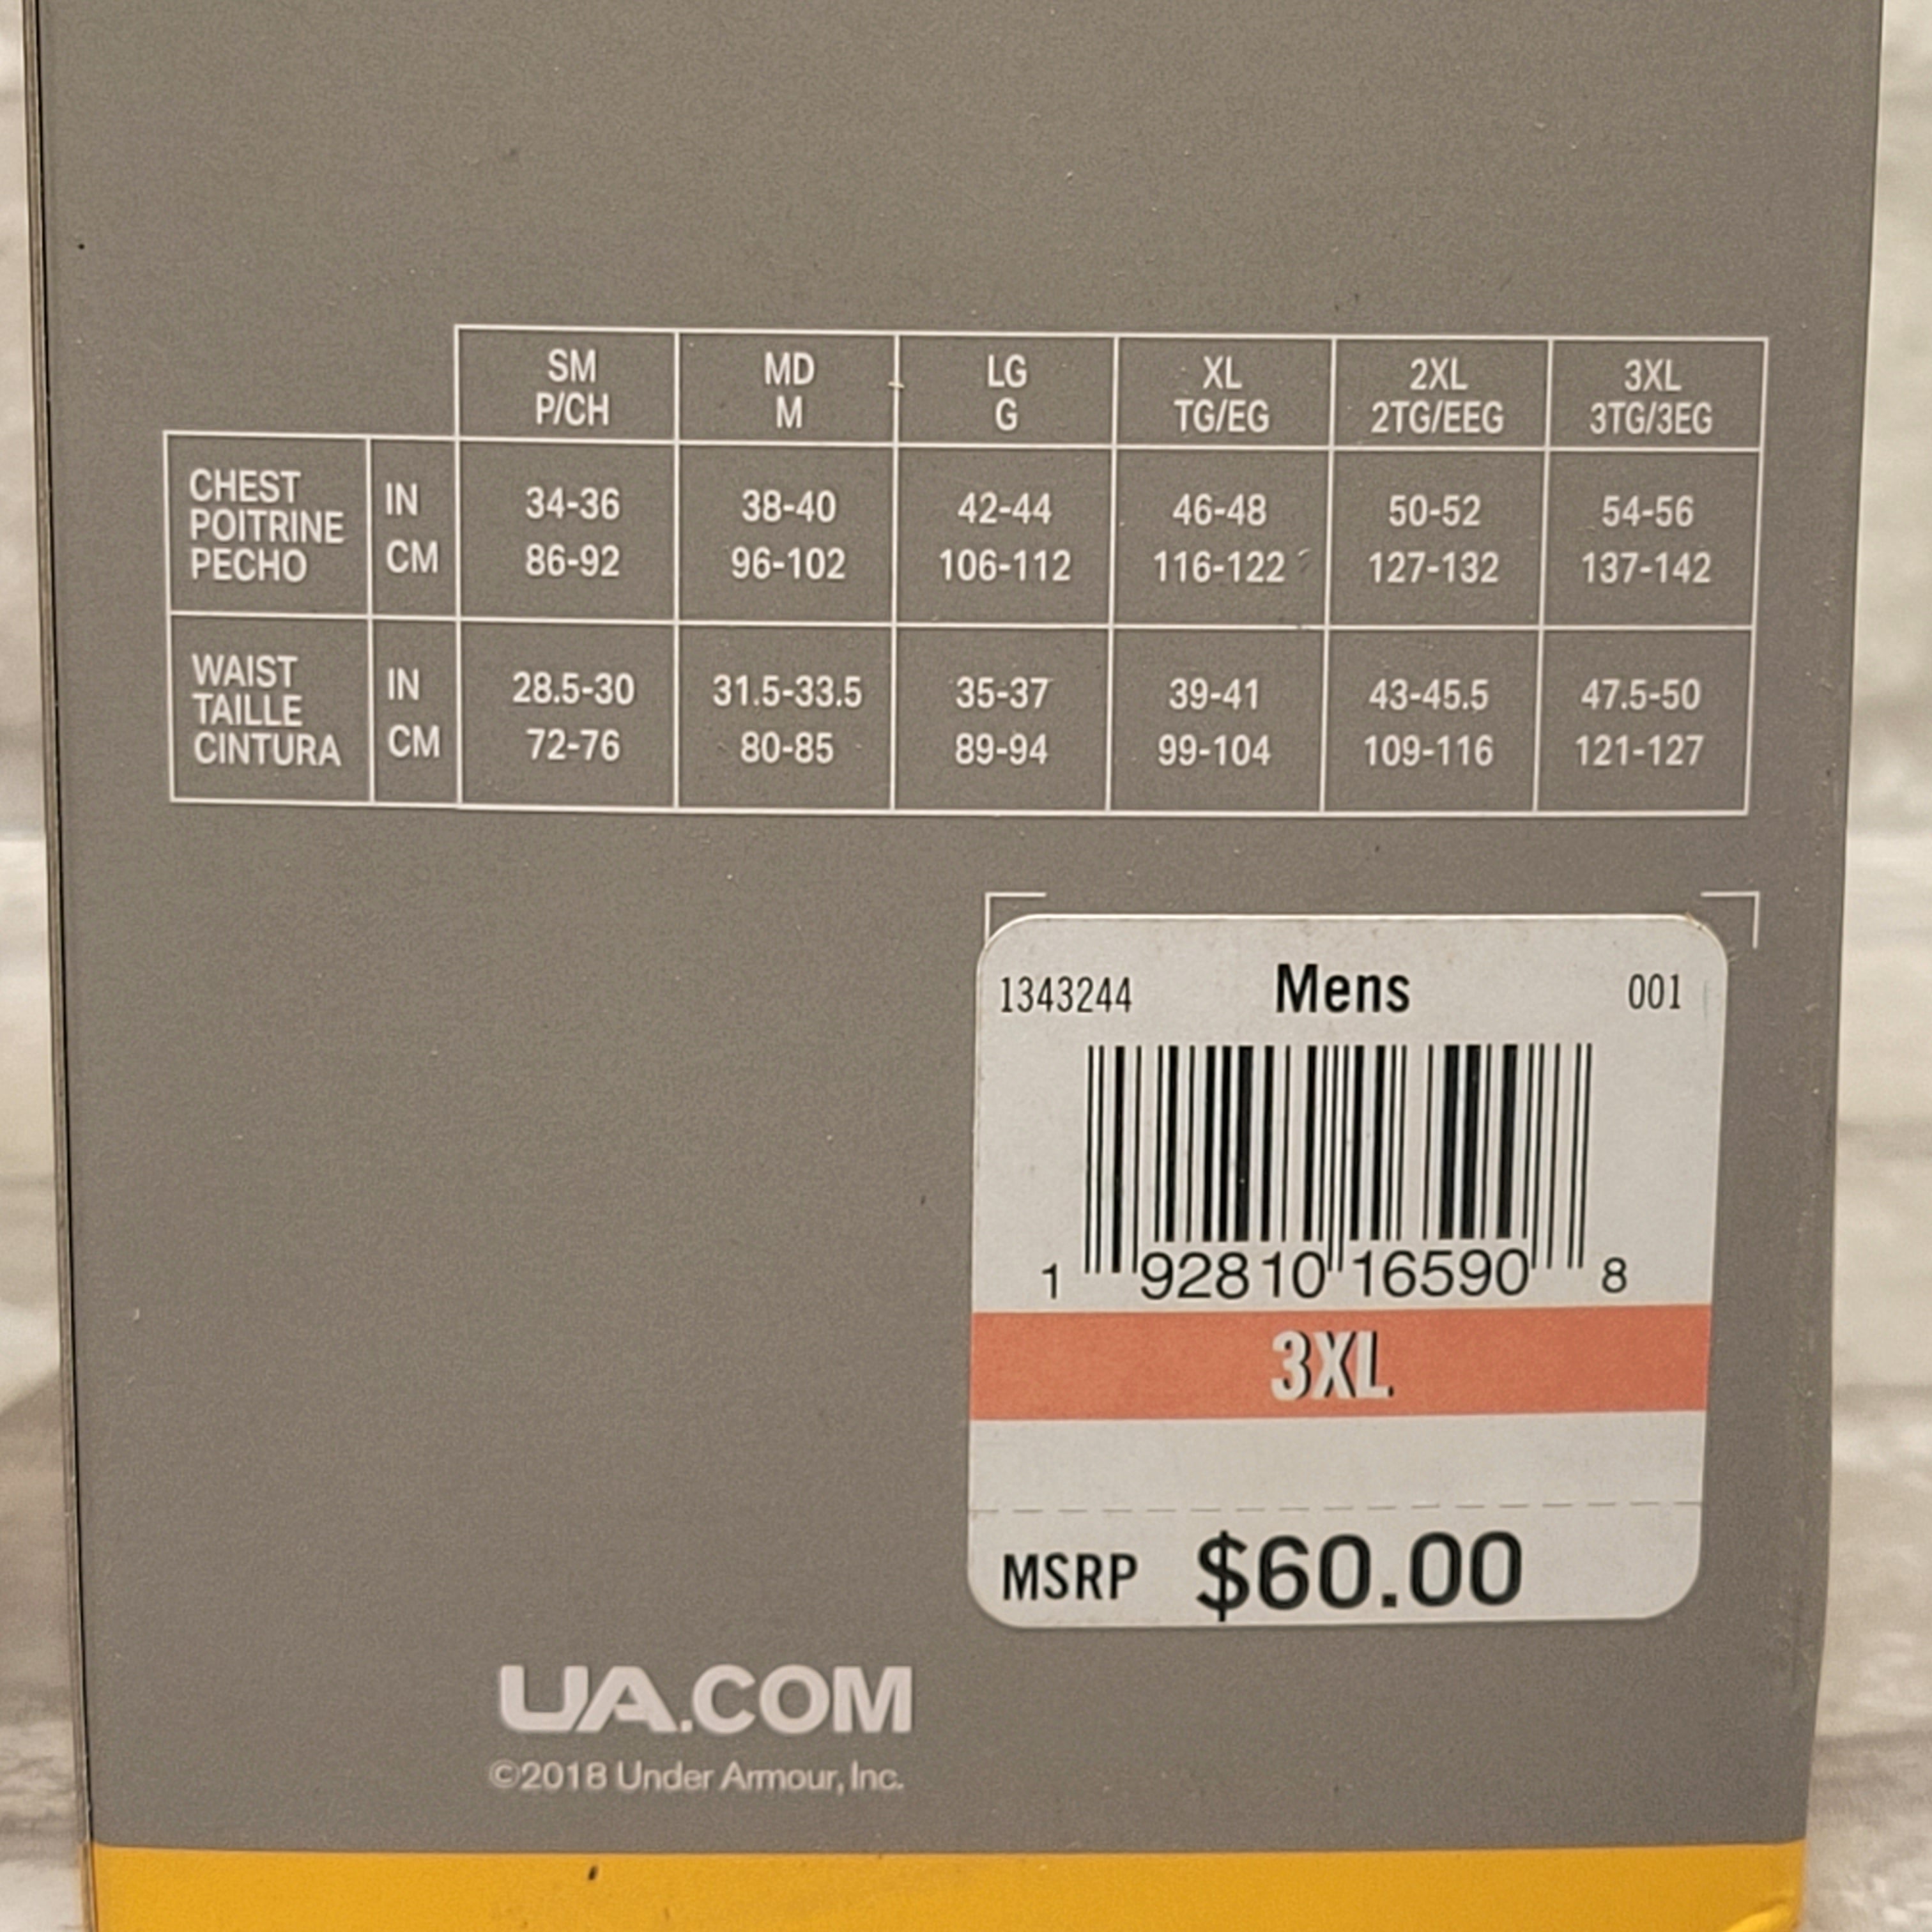 SM MD LG XL 2XL 3XL
P/CH M G TG/EG 2TG/EEG 3TG/3EG
CHEST
POITRINE
PECHO
IN 34-36 38-40 42-44 46-48 50-52 54-56
CM 86-92 96-102 106-112 116-122 127-132 137-142
WAIST
TAILLE
CINTURA
IN 28.5-30 31.5-33.5 35-37 39-41 43-45.5 47.5-50
CM 72-76 80-85 89-94 99-104 109-116 121-127
1343244 Mens 001
1 92810 16590 8
3XL
MSRP $60.00
UA.COM
©2018 Under Armour, Inc.